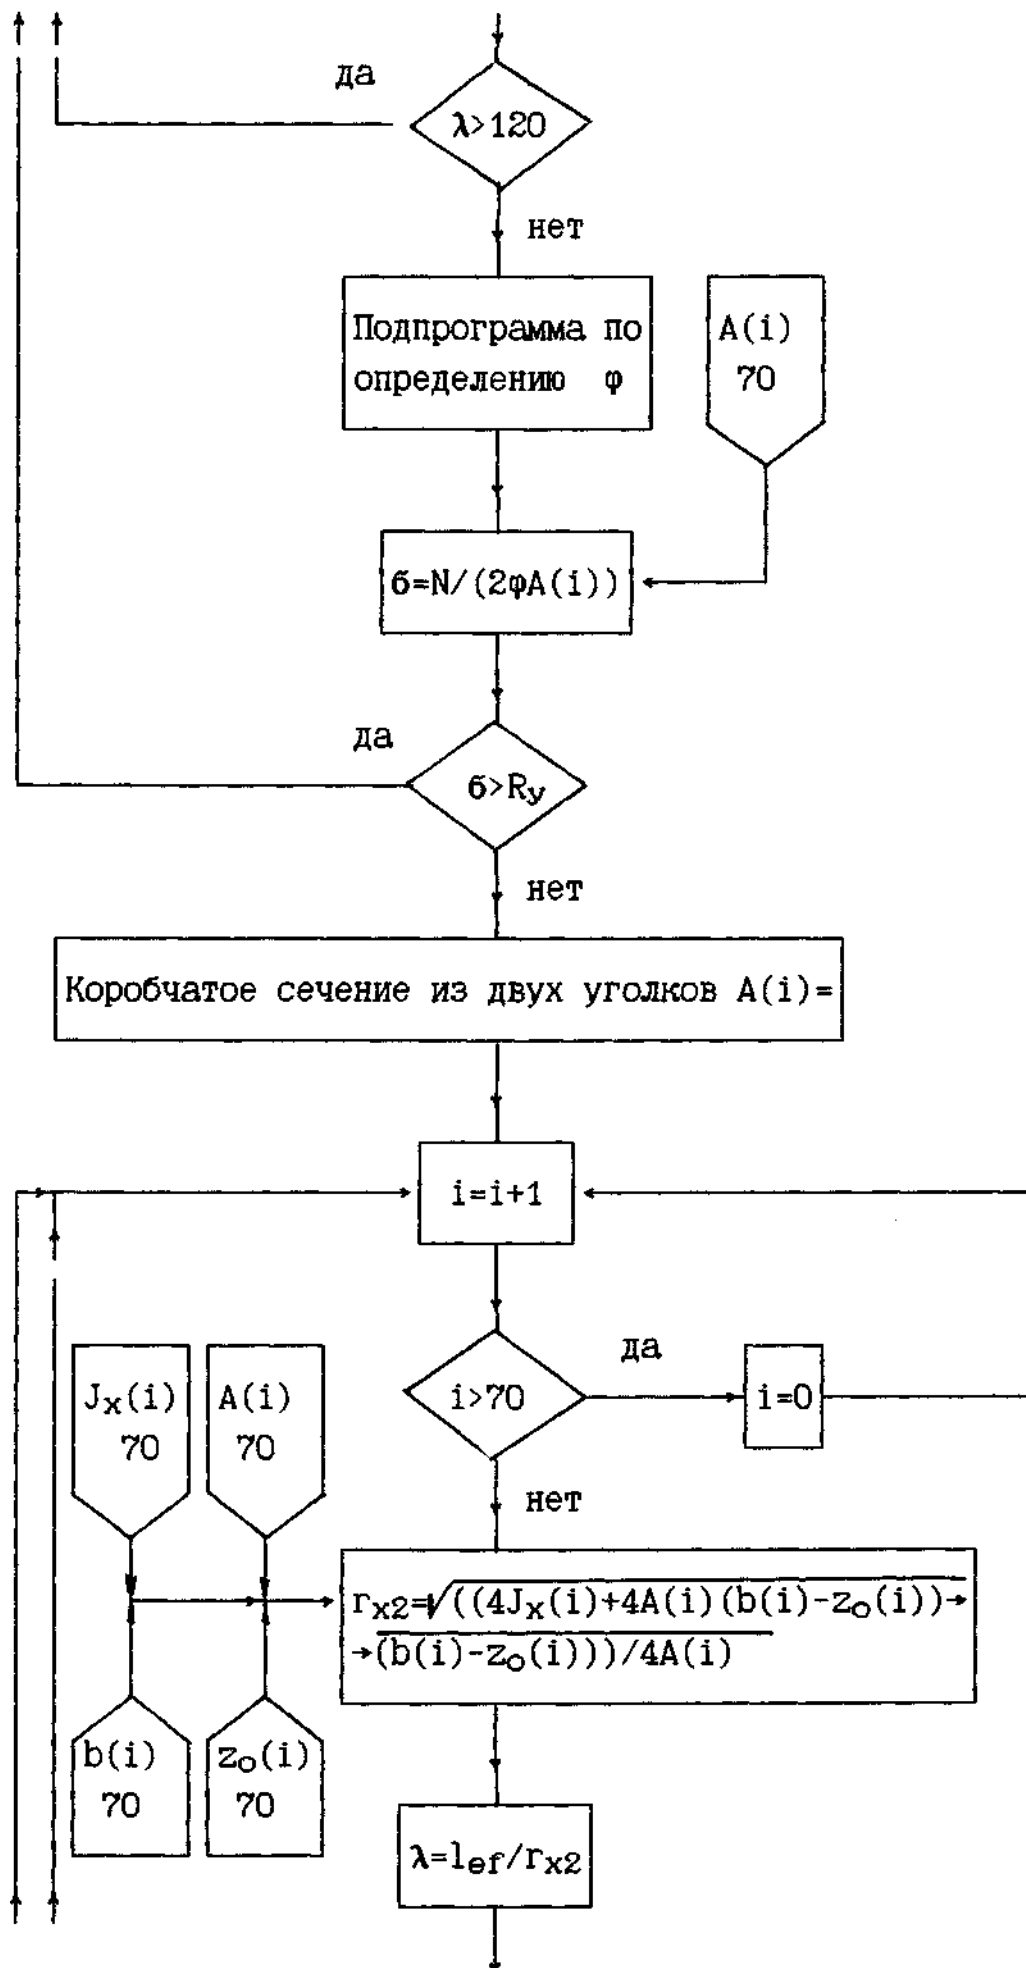 да
λ>120
нет
Подпрограмма по
определению φ
A(i)
70
б=N/(2φA(i))
да
б>Ry
нет
Коробчатое сечение из двух уголков A(i)=
i=i+1
да
i>70
i=0
Jx(i)
70
A(i)
70
нет
rx2=√((4Jx(i)+4A(i)(b(i)-zo(i))→
→(b(i)-zo(i)))/4A(i)
b(i)
70
zo(i)
70
λ=lef/rx2